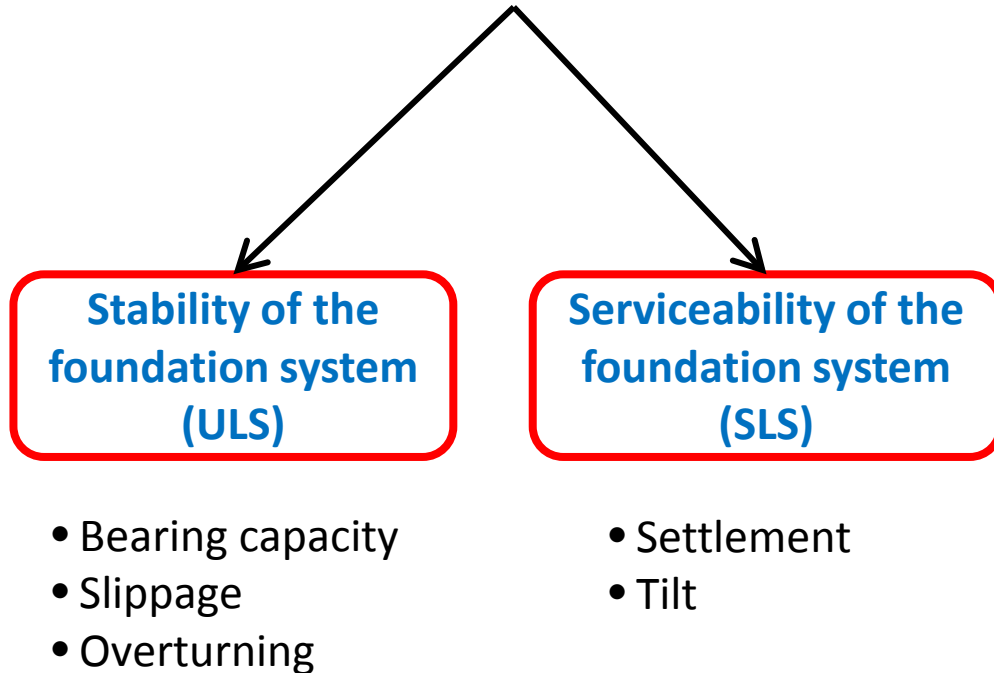 Stability of the
foundation system
(ULS)
Serviceability of the
foundation system
(SLS)
• Bearing capacity
• Slippage
• Overturning
• Settlement
• Tilt